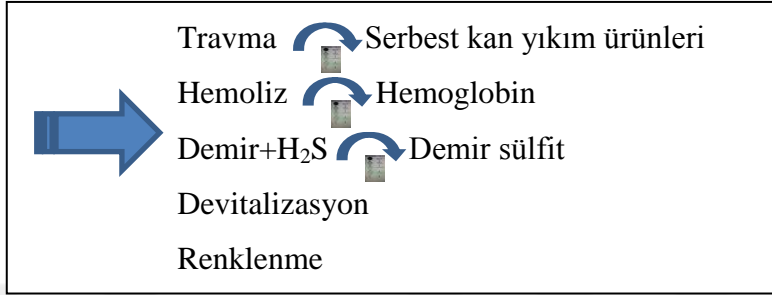 Travma Serbest kan yıkım ürünleri
Hemoliz Hemoglobin
Demir+H₂S Demir sülfit
Devitalizasyon
Renklenme